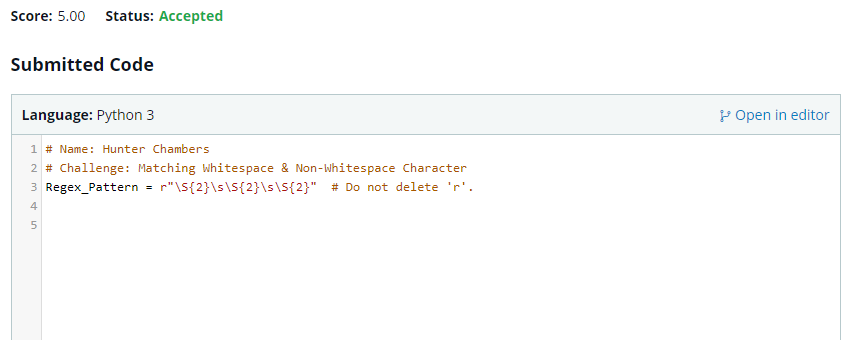 Score: 5.00 Status: Accepted
Submitted Code
Language: Python 3 Open in editor
1 # Name: Hunter Chambers
2 # Challenge: Matching Whitespace & Non-Whitespace Character
3 Regex_Pattern = r"\S{2}\s\S{2}\s\S{2}"  # Do not delete 'r'.
4
5